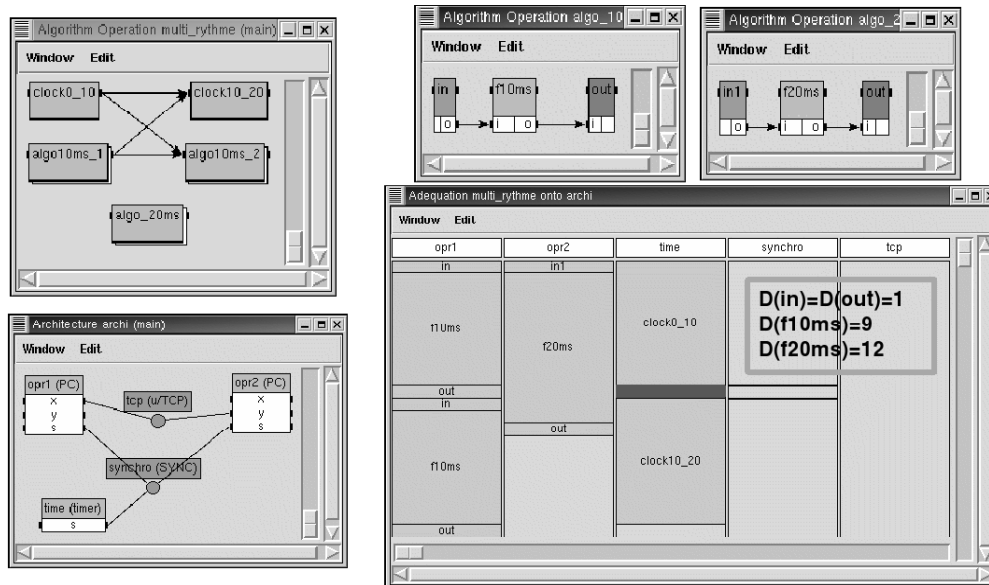 Algorithm Operation multi_rythme (main)
Window Edit
clock0_10
clock10_20
algo10ms_1
algo10ms_2
algo_20ms
Algorithm Operation algo_10
Window Edit
in
f10ms
out
o
i
o
i
Algorithm Operation algo_2
Window Edit
in1
f20ms
out
o
i
o
i
Architecture archi (main)
Window Edit
opr1 (PC)
x
y
s
opr2 (PC)
x
y
s
tcp (u/TCP)
synchro (SYNC)
time (timer)
s
Adequation multi_rythme onto archi
Window Edit
opr1 opr2 time synchro tcp
in
in1
f10ms
f20ms
clock0_10
D(in)=D(out)=1
D(f10ms)=9
D(f20ms)=12
out
in
out
f10ms
clock10_20
out